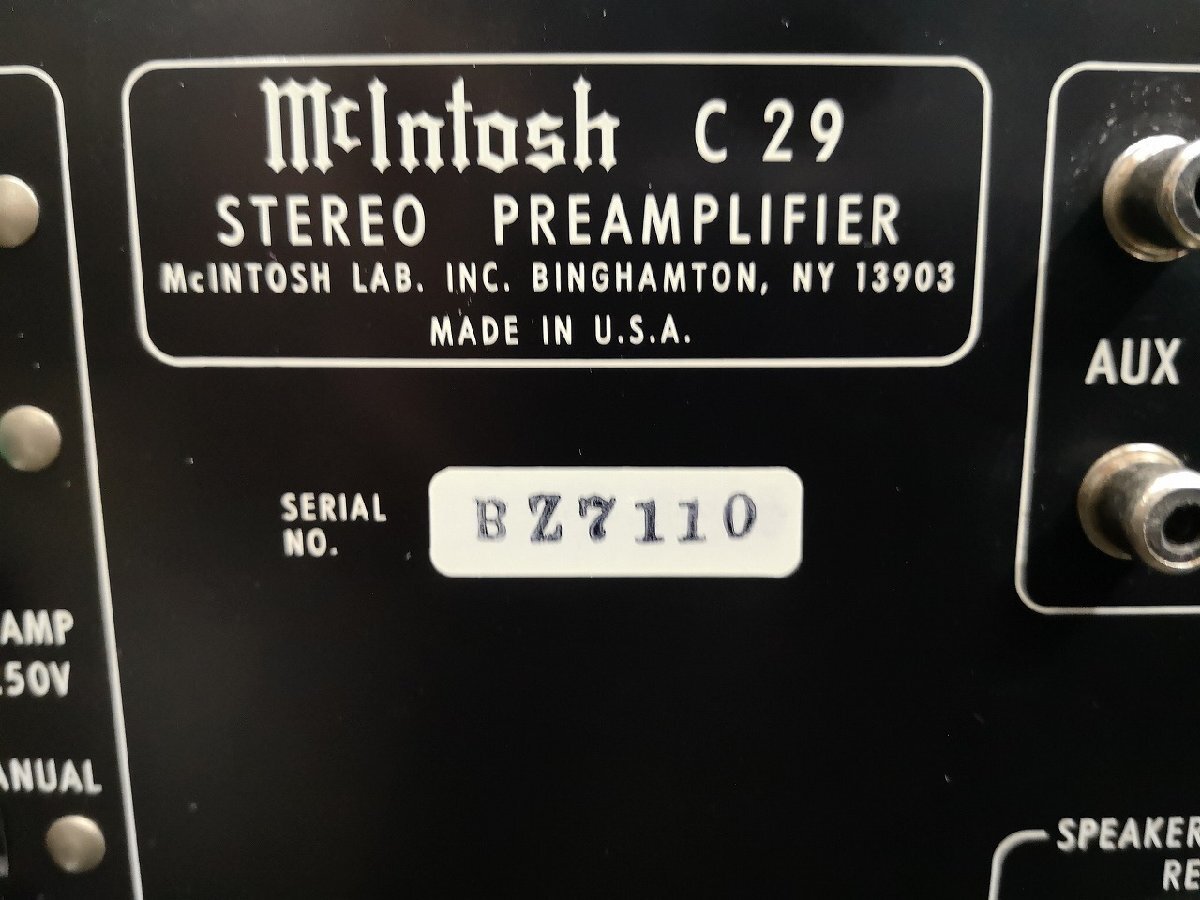 McIntosh C 29
STEREO PREAMPLIFIER
McINTOSH LAB. INC. BINGHAMTON, NY 13903
MADE IN U.S.A.
AUX
SERIAL
NO.
BZ7110
AMP
50V
ANUAL
SPEAKER
RE